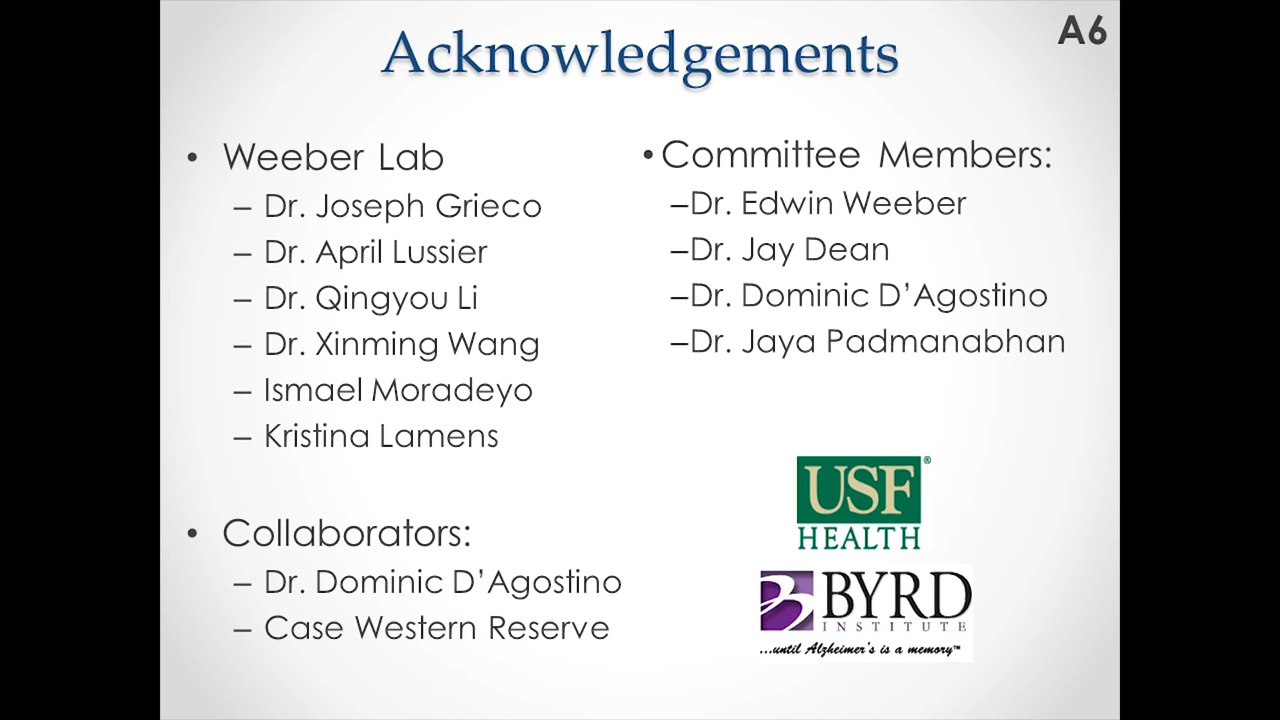 A6
Acknowledgements
• Weeber Lab
– Dr. Joseph Grieco
– Dr. April Lussier
– Dr. Qingyou Li
– Dr. Xinming Wang
– Ismael Moradeyo
– Kristina Lamens
• Collaborators:
– Dr. Dominic D’Agostino
– Case Western Reserve
• Committee Members:
–Dr. Edwin Weeber
–Dr. Jay Dean
–Dr. Dominic D’Agostino
–Dr. Jaya Padmanabhan
USF®
HEALTH
BYRD
INSTITUTE
...until Alzheimer's is a memory™